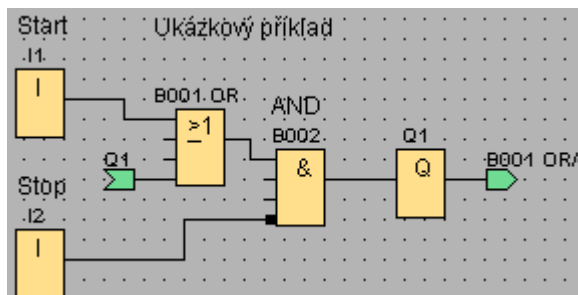 Start
Ukázkový příklad
I1
I
B001 OR
≥1
AND
B002
&
Q1
Q1
Q
B001 OR/
Stop
I2
I